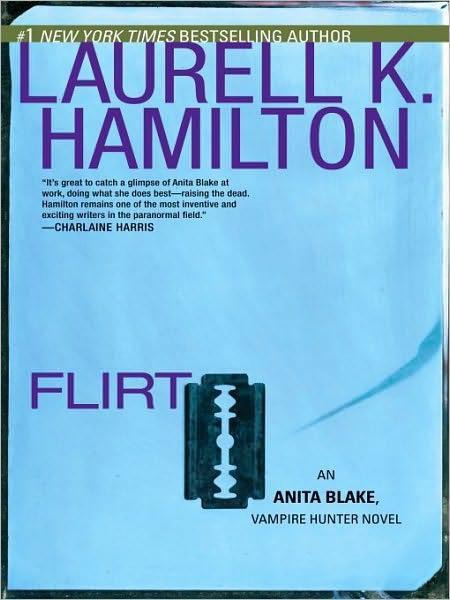 #1 NEW YORK TIMES BESTSELLING AUTHOR
LAURELL K.
HAMILTON
"It's great to catch a glimpse of Anita Blake at
work, doing what she does best—raising the dead.
Hamilton remains one of the most inventive and
exciting writers in the paranormal field."
—CHARLAINE HARRIS
FLIRT
AN
ANITA BLAKE,
VAMPIRE HUNTER NOVEL